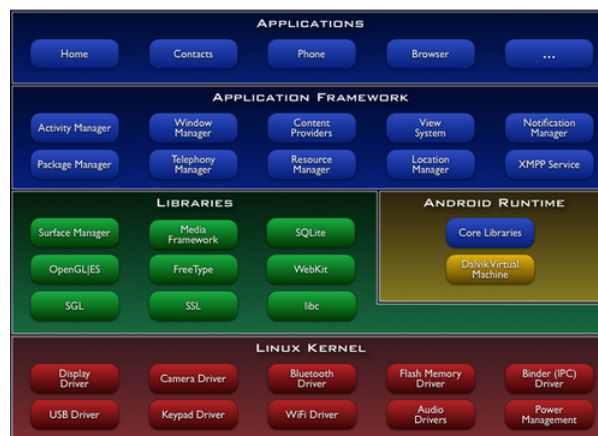 APPLICATIONS
Home
Contacts
Phone
Browser
...
APPLICATION FRAMEWORK
Activity Manager
Window
Manager
Content
Providers
View
System
Notification
Manager
Package Manager
Telephony
Manager
Resource
Manager
Location
Manager
XMPP Service
LIBRARIES
Surface Manager
Media
Framework
SQLite
OpenGL|ES
FreeType
WebKit
SGL
SSL
libc
ANDROID RUNTIME
Core Libraries
Dalvik Virtual
Machine
LINUX KERNEL
Display
Driver
Camera Driver
Bluetooth
Driver
Flash Memory
Driver
Binder (IPC)
Driver
USB Driver
Keypad Driver
WiFi Driver
Audio
Drivers
Power
Management